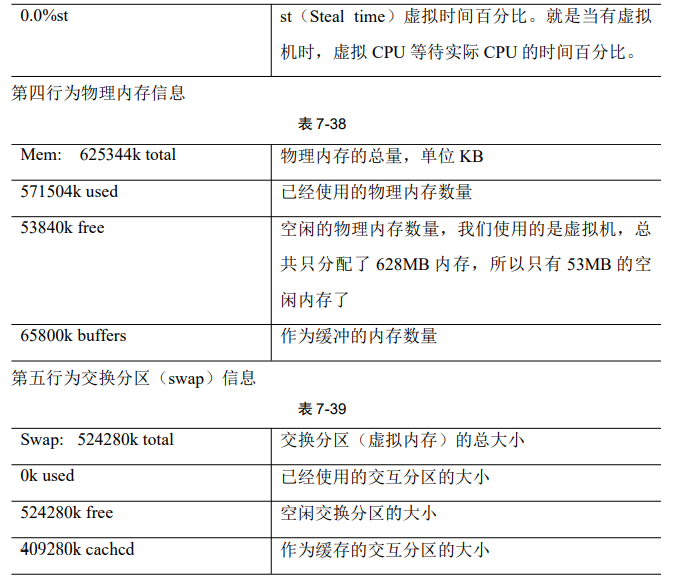 0.0%st st（Steal time）虚拟时间百分比。就是当有虚拟
机时，虚拟 CPU 等待实际 CPU 的时间百分比。
第四行为物理内存信息
表 7-38
Mem: 625344k total 物理内存的总量，单位 KB
571504k used 已经使用的物理内存数量
53840k free 空闲的物理内存数量，我们使用的是虚拟机，总
共只分配了 628MB 内存，所以只有 53MB 的空
闲内存了
65800k buffers 作为缓冲的内存数量
第五行为交换分区（swap）信息
表 7-39
Swap: 524280k total 交换分区（虚拟内存）的总大小
0k used 已经使用的交互分区的大小
524280k free 空闲交换分区的大小
409280k cachcd 作为缓存的交互分区的大小